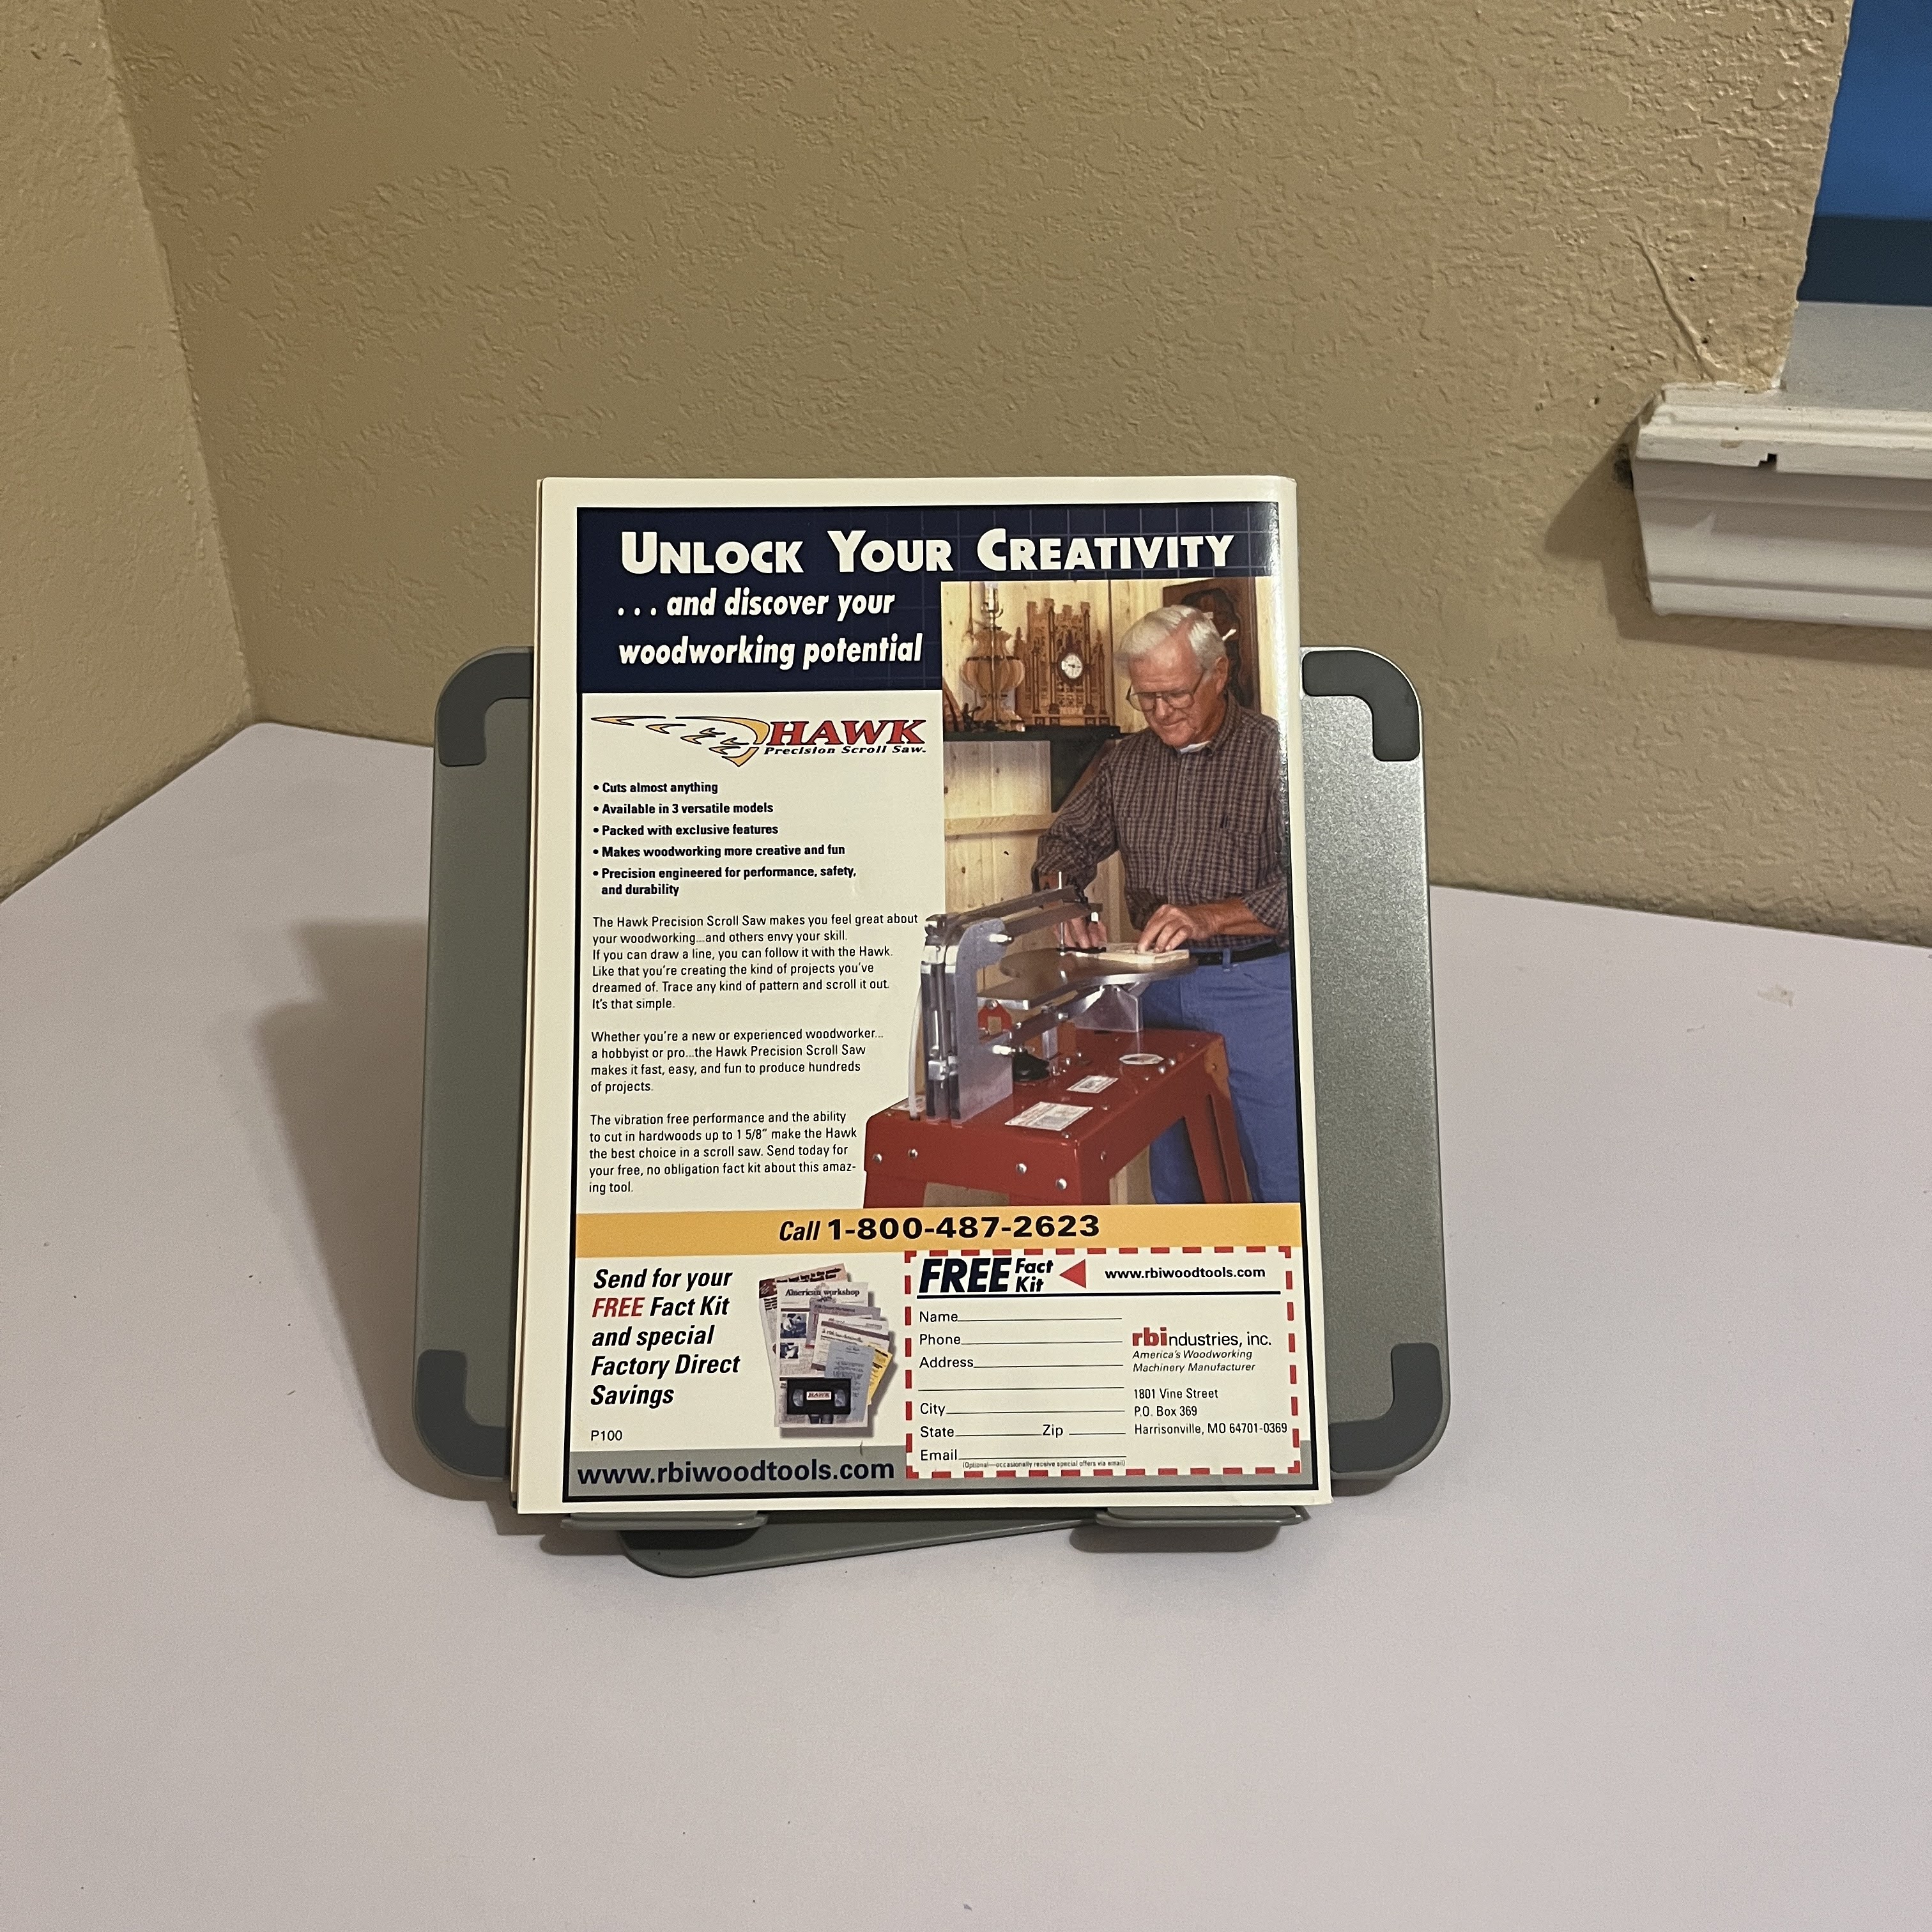 UNLOCK YOUR CREATIVITY
. . . and discover your
woodworking potential
HAWK
Precision Scroll Saw.
• Cuts almost anything
• Available in 3 versatile models
• Packed with exclusive features
• Makes woodworking more creative and fun
• Precision engineered for performance, safety,
and durability
The Hawk Precision Scroll Saw makes you feel great about
your woodworking...and others envy your skill.
If you can draw a line, you can follow it with the Hawk.
Like that you're creating the kind of projects you've
dreamed of. Trace any kind of pattern and scroll it out.
It's that simple.
Whether you're a new or experienced woodworker...
a hobbyist or pro...the Hawk Precision Scroll Saw
makes it fast, easy, and fun to produce hundreds
of projects.
The vibration free performance and the ability
to cut in hardwoods up to 1 5/8" make the Hawk
the best choice in a scroll saw. Send today for
your free, no obligation fact kit about this amaz-
ing tool.
Call 1-800-487-2623
Send for your
FREE Fact Kit
and special
Factory Direct
Savings
P100
American workshop
HAWK
www.rbiwoodtools.com
FREE Fact Kit
www.rbiwoodtools.com
Name
Phone
Address
City
State Zip
Email
(Optional—occasionally receive special offers via email)
rbindustries, inc.
America's Woodworking
Machinery Manufacturer
1801 Vine Street
P.O. Box 369
Harrisonville, MO 64701-0369